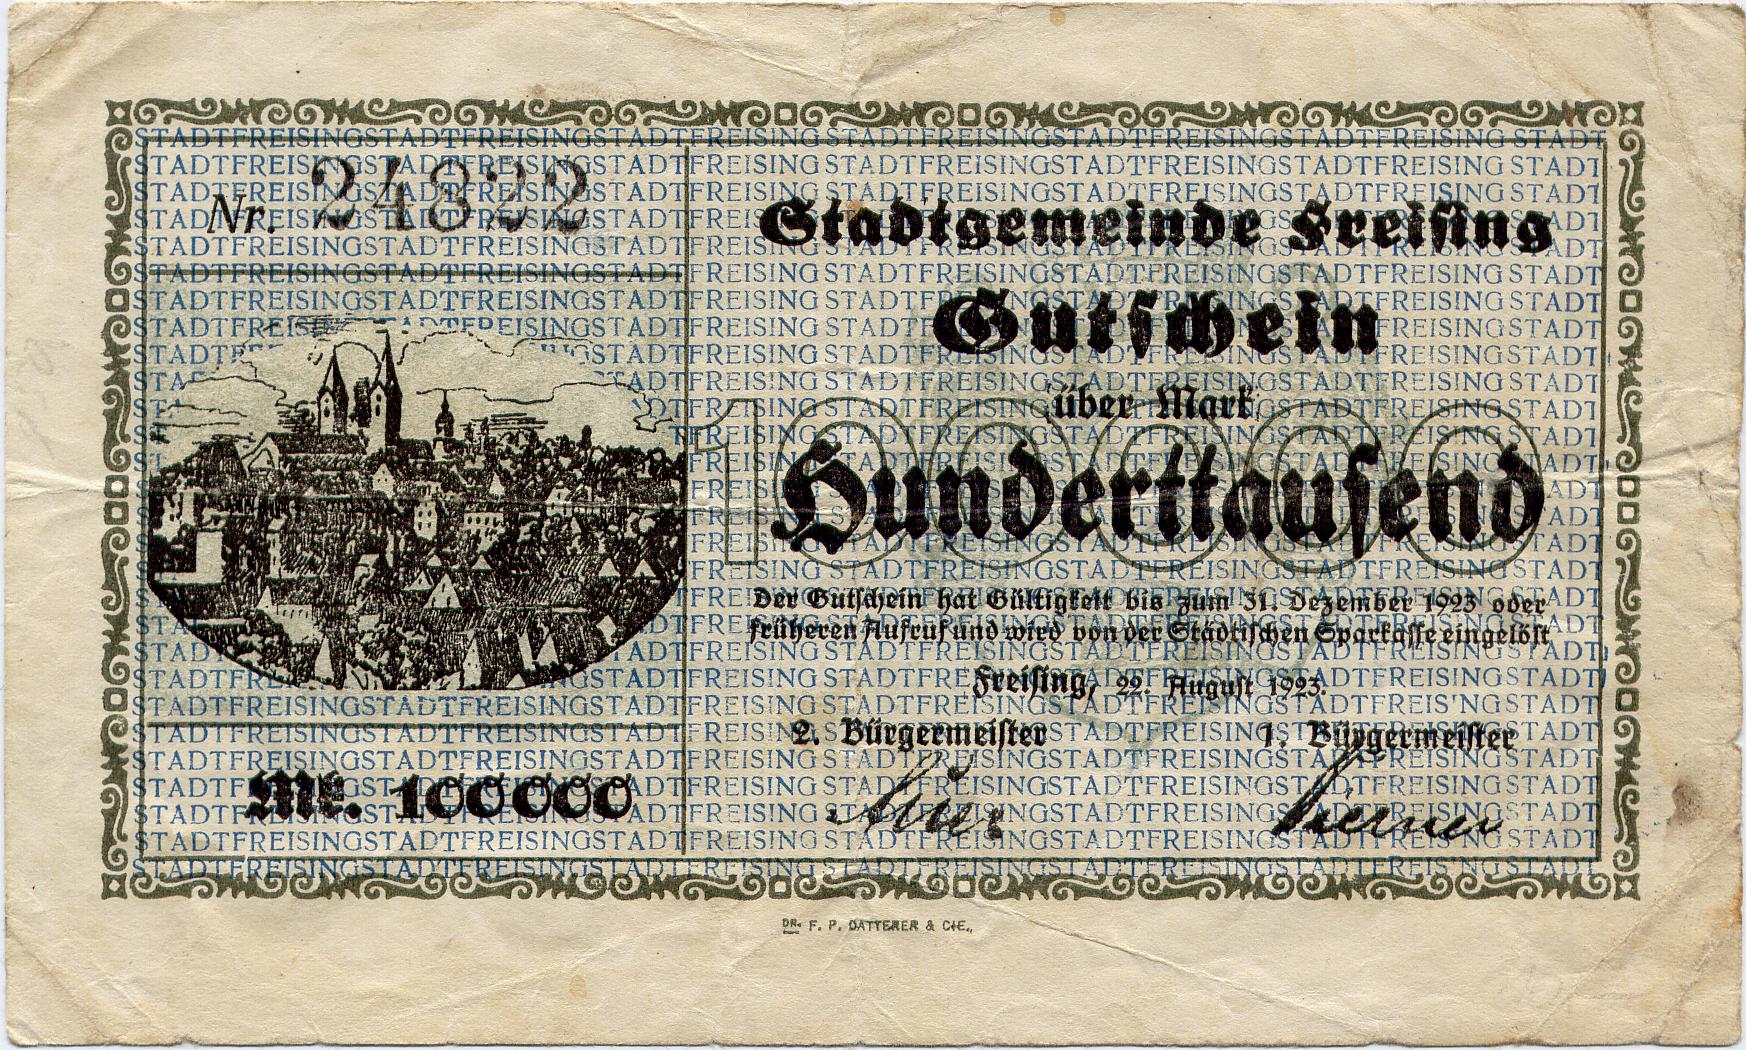 Nr. 24822
Stadtgemeinde Freising
Gutschein
über Mark
100000
Hunderttausend
Der Gutschein hat Gültigkeit bis zum 31. Dezember 1923 oder
früheren Aufruf und wird von der Städtischen Sparkasse eingelöst
Freising, 22. August 1923.
2. Bürgermeister
1. Bürgermeister
Mk. 100000
DR. F. P. DATTERER & CIE.,
STADTFREISINGSTADTFREISINGSTADTFREISINGSTADTFREISINGSTADTFREISINGSTADTFREISINGSTADT